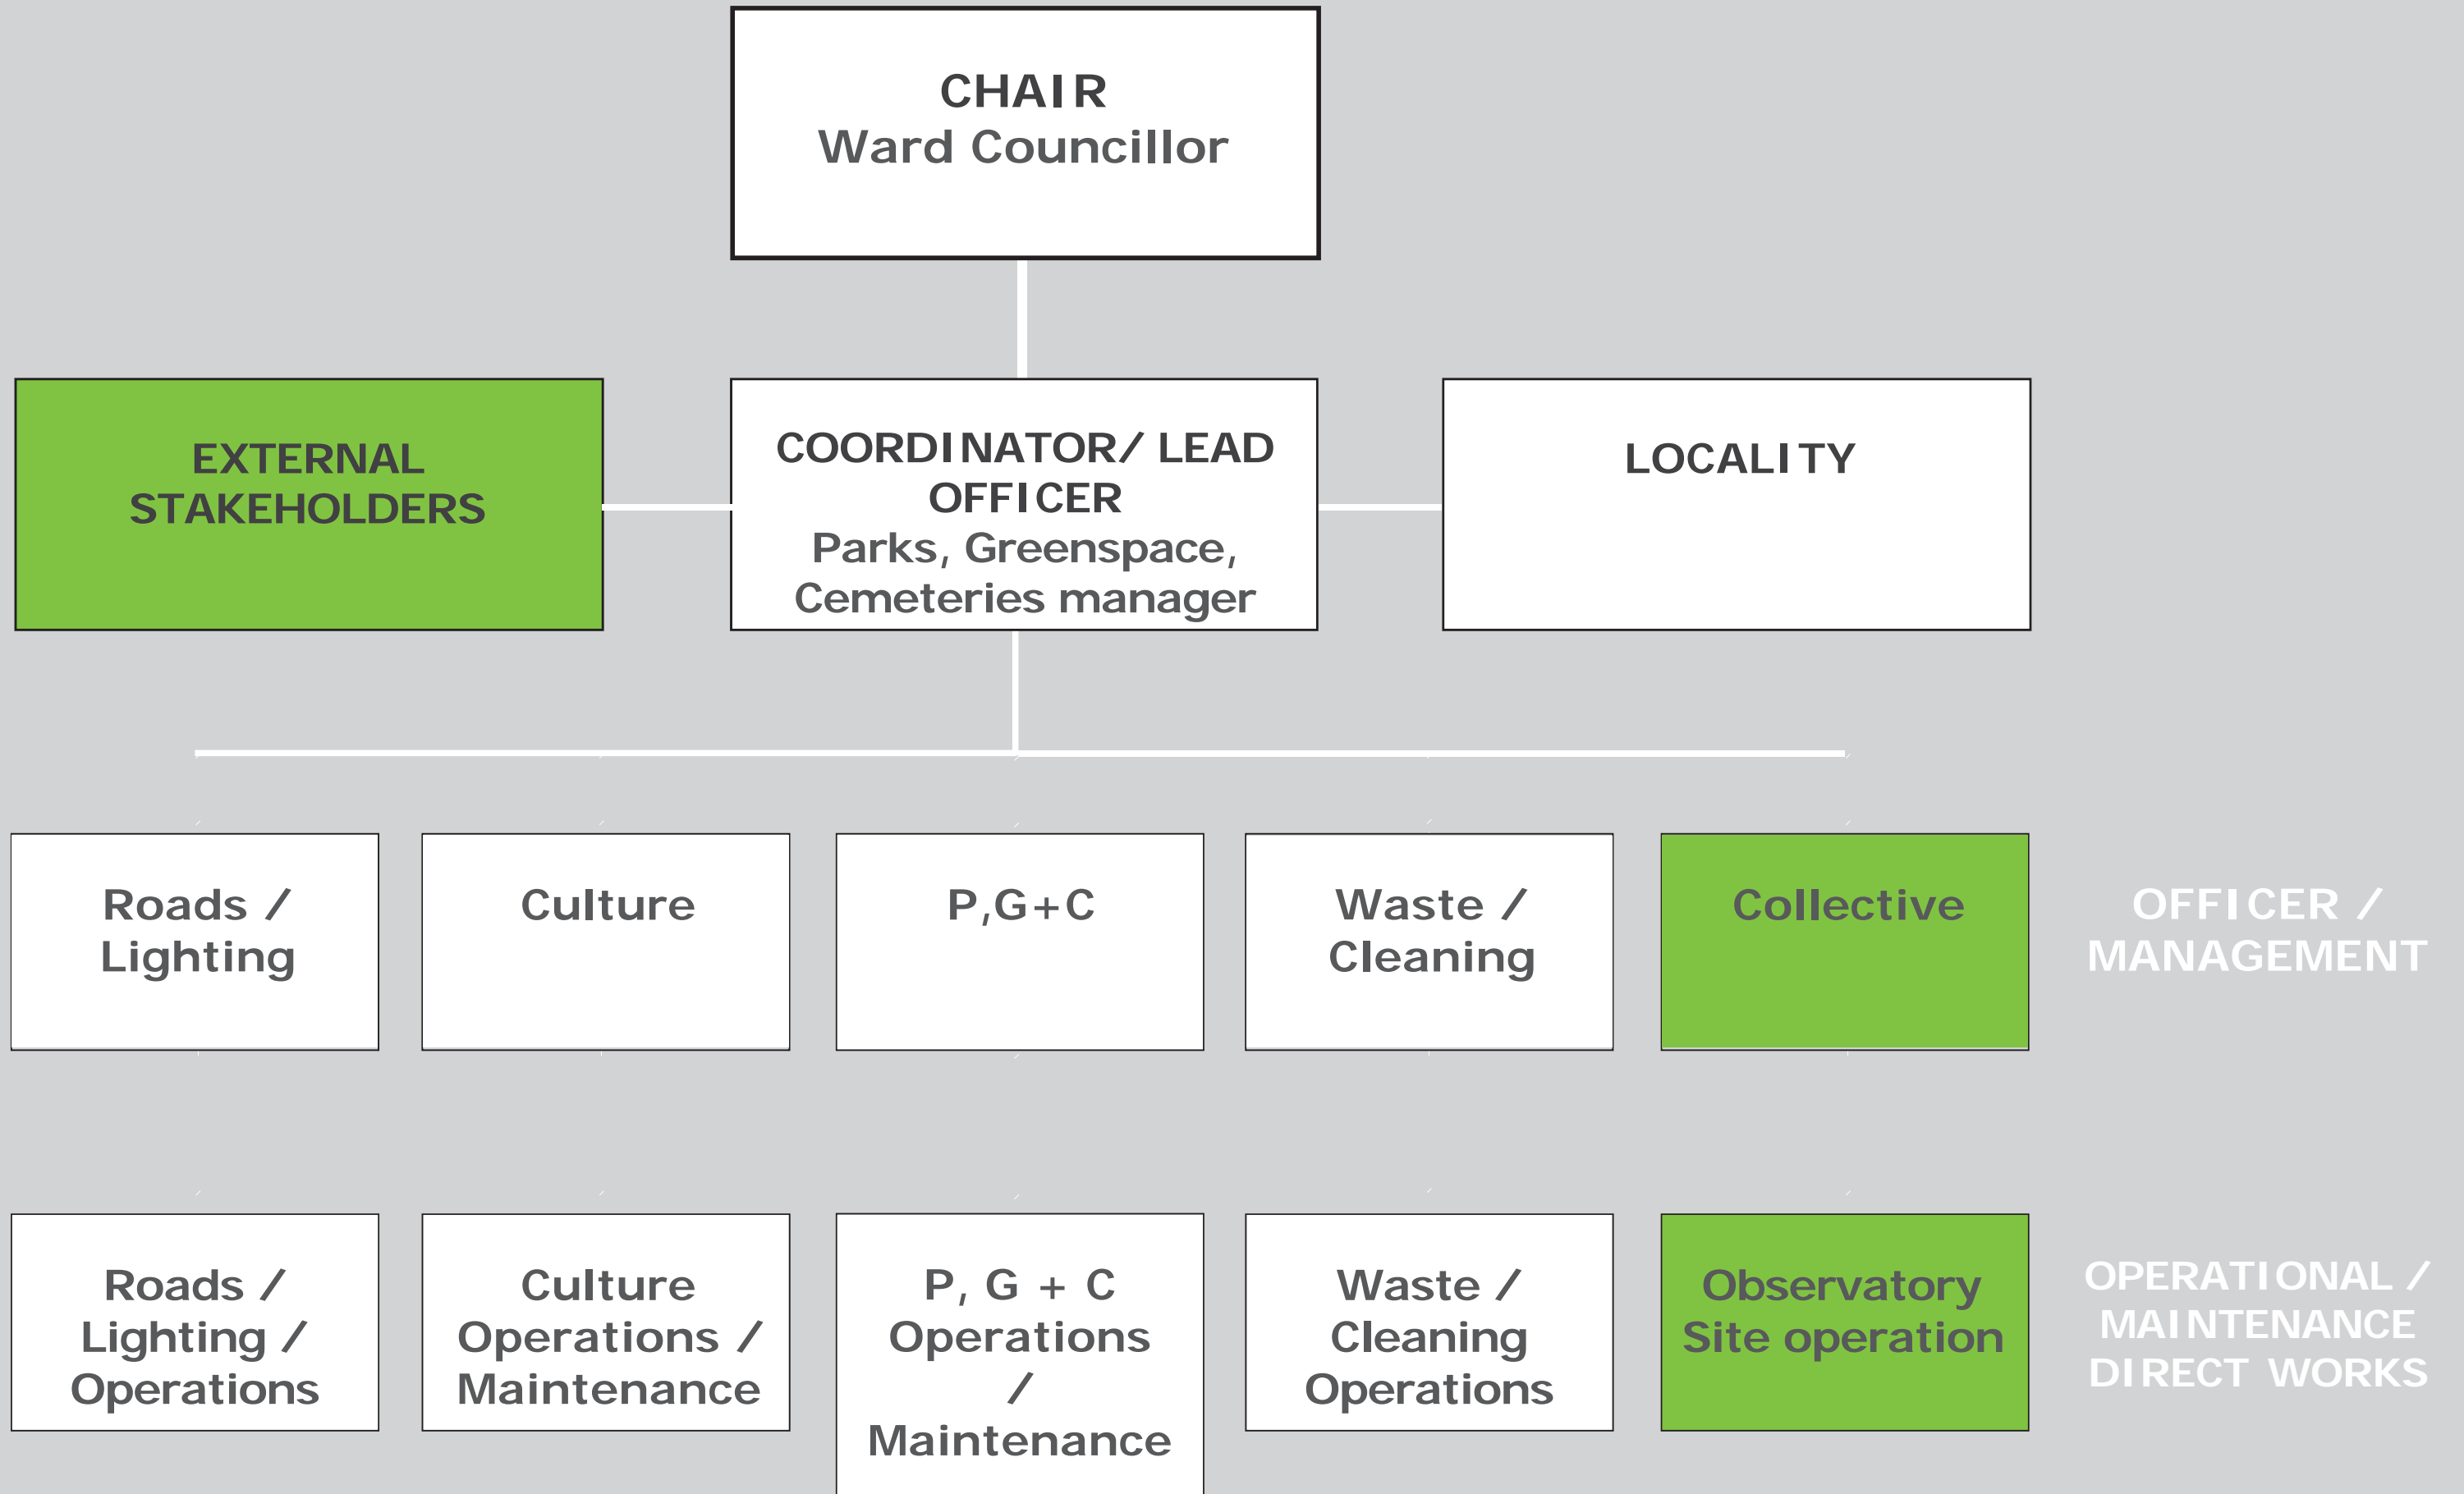 CHAIR
Ward Councillor
EXTERNAL
STAKEHOLDERS
COORDINATOR/ LEAD
OFFICER
Parks, Greenspace,
Cemeteries manager
LOCALITY
Roads /
Lighting
Culture
P,G+C
Waste /
Cleaning
Collective
OFFICER /
MANAGEMENT
Roads /
Lighting /
Operations
Culture
Operations /
Maintenance
P, G + C
Operations
/
Maintenance
Waste /
Cleaning
Operations
Observatory
Site operation
OPERATIONAL /
MAINTENANCE
DIRECT WORKS